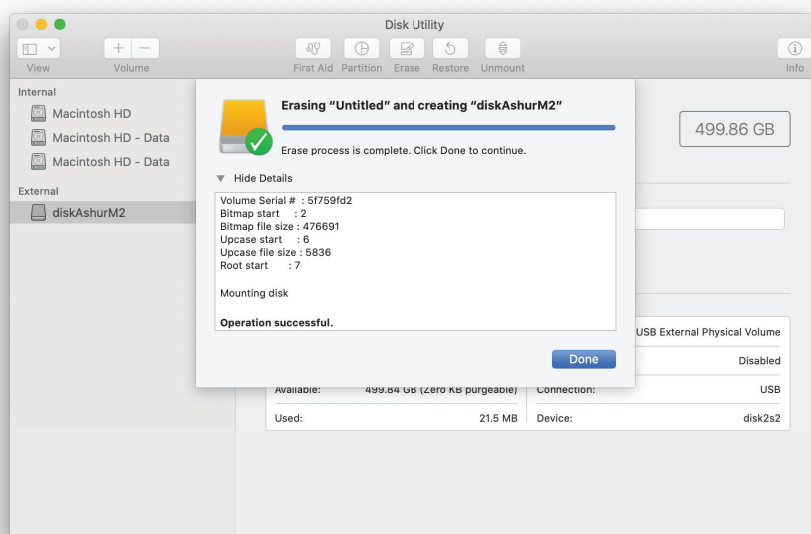 Disk Utility
View Volume First Aid Partition Erase Restore Unmount Info
Internal
Macintosh HD
Macintosh HD - Data
Macintosh HD - Data
External
diskAshurM2
Erasing “Untitled” and creating “diskAshurM2”
Erase process is complete. Click Done to continue.
Hide Details
Volume Serial # : 5f759fd2
Bitmap start : 2
Bitmap file size : 476691
Upcase start : 6
Upcase file size : 5836
Root start : 7
Mounting disk
Operation successful.
Done
499.86 GB
USB External Physical Volume
Disabled
Available: 499.84 GB (Zero KB purgeable) Connection: USB
Used: 21.5 MB Device: disk2s2